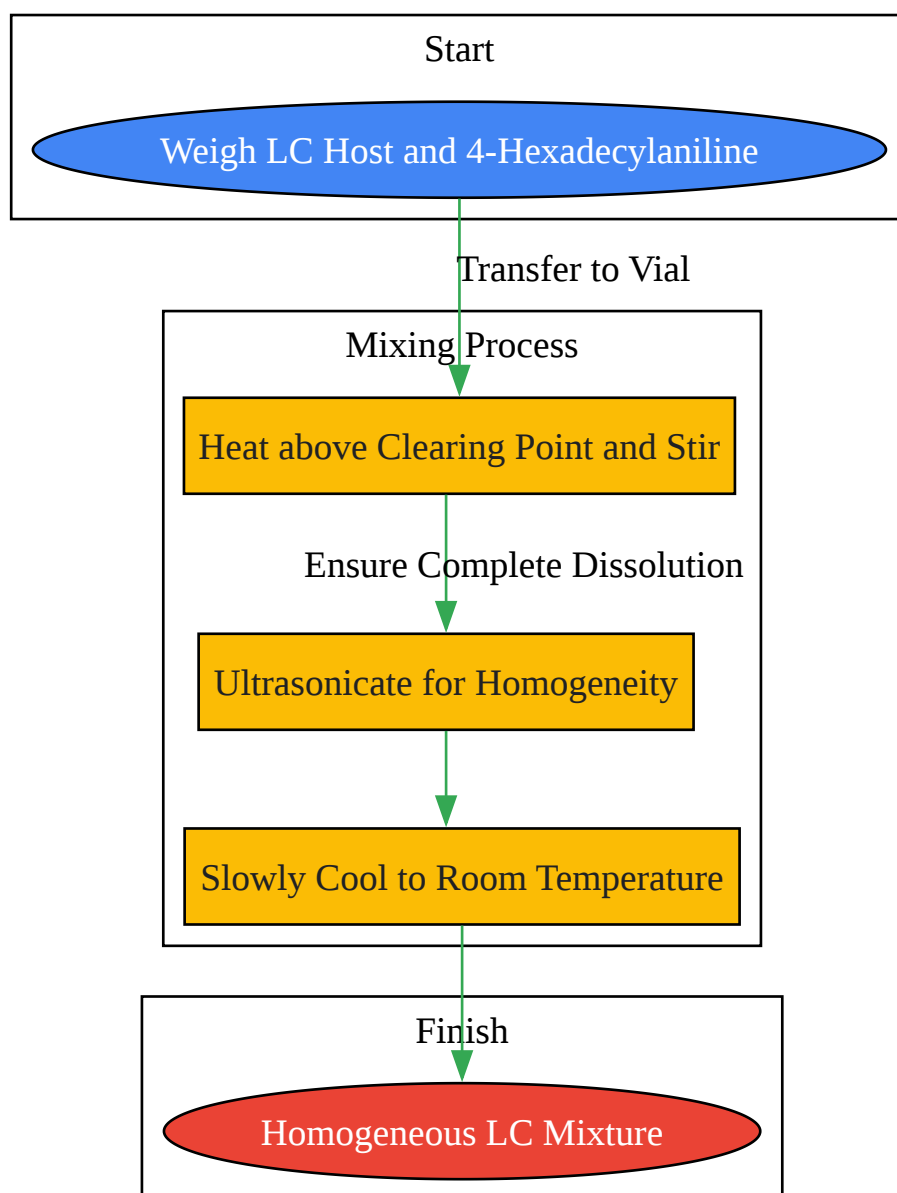 Start
Weigh LC Host and 4-Hexadecylaniline
Transfer to Vial
Mixing Process
Heat above Clearing Point and Stir
Ensure Complete Dissolution
Ultrasonicate for Homogeneity
Slowly Cool to Room Temperature
Finish
Homogeneous LC Mixture